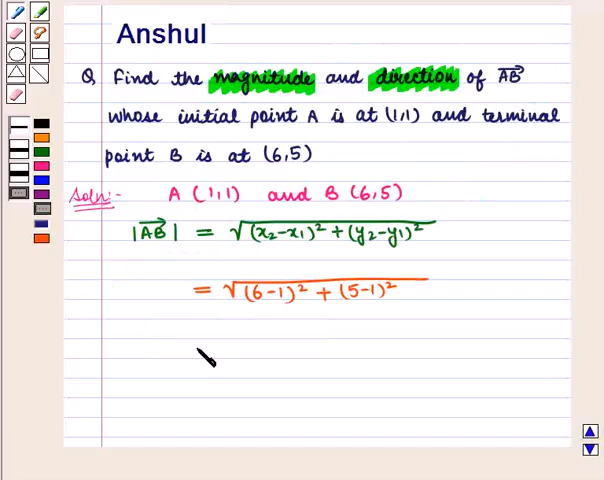 Anshul
Q Find the magnitude and direction of \overrightarrow{AB}
whose initial point A is at (1,1) and terminal
point B is at (6,5)
Soln:- A (1,1) and B (6,5)
|\overrightarrow{AB}| = √(x₂-x₁)² + (y₂-y₁)²
= √(6-1)² + (5-1)²